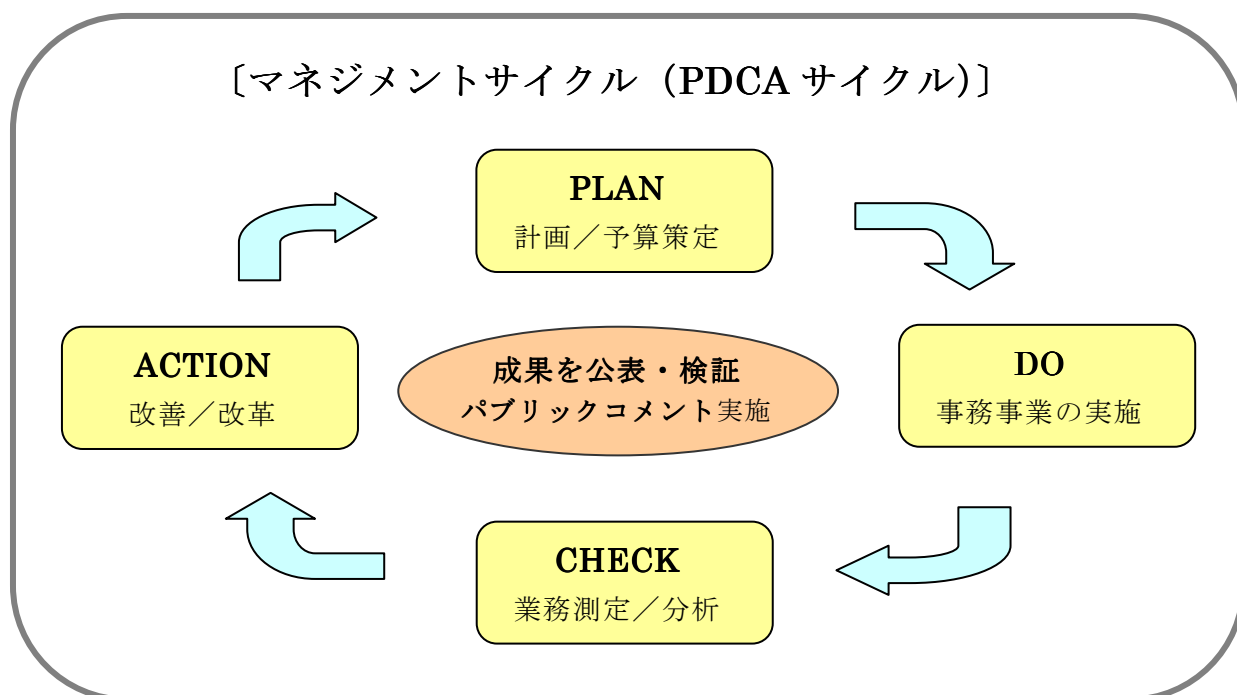 〔マネジメントサイクル（PDCA サイクル）〕
PLAN
計画／予算策定
ACTION
改善／改革
成果を公表・検証
パブリックコメント実施
DO
事務事業の実施
CHECK
業務測定／分析